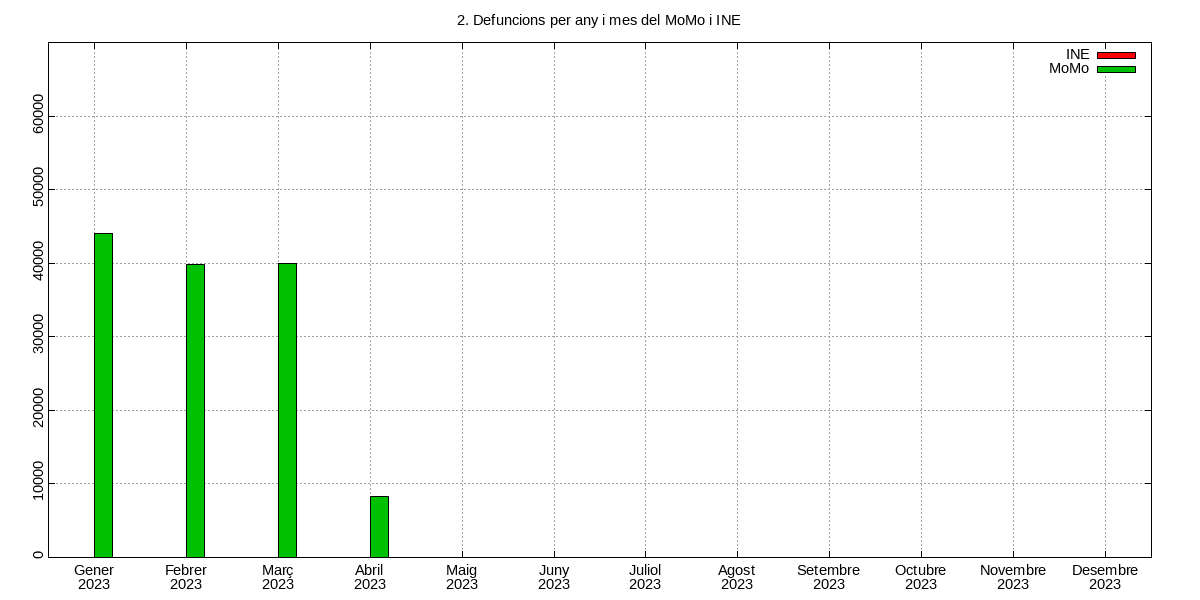 2. Defuncions per any i mes del MoMo i INE
INE
MoMo
60000
50000
40000
30000
20000
10000
0
Gener Febrer Març Abril Maig Juny Juliol Agost Setembre Octubre Novembre Desembre
2023 2023 2023 2023 2023 2023 2023 2023 2023 2023 2023 2023